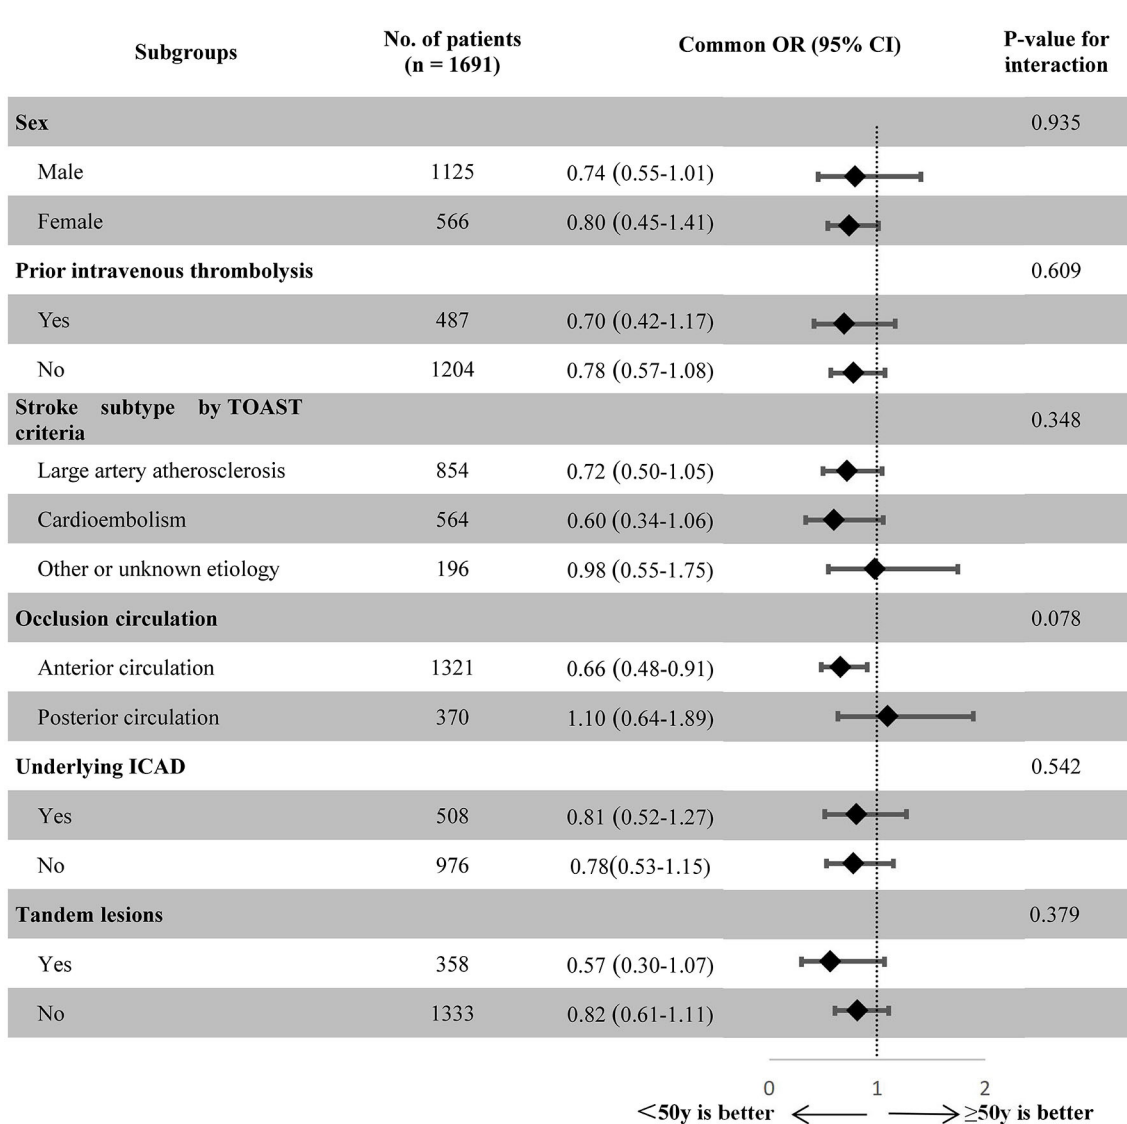 Subgroups No. of patients (n = 1691) Common OR (95% CI) P-value for interaction
Sex 0.935
Male 1125 0.74 (0.55-1.01)
Female 566 0.80 (0.45-1.41)
Prior intravenous thrombolysis 0.609
Yes 487 0.70 (0.42-1.17)
No 1204 0.78 (0.57-1.08)
Stroke subtype by TOAST
criteria 0.348
Large artery atherosclerosis 854 0.72 (0.50-1.05)
Cardioembolism 564 0.60 (0.34-1.06)
Other or unknown etiology 196 0.98 (0.55-1.75)
Occlusion circulation 0.078
Anterior circulation 1321 0.66 (0.48-0.91)
Posterior circulation 370 1.10 (0.64-1.89)
Underlying ICAD 0.542
Yes 508 0.81 (0.52-1.27)
No 976 0.78(0.53-1.15)
Tandem lesions 0.379
Yes 358 0.57 (0.30-1.07)
No 1333 0.82 (0.61-1.11)
0 1 2
<50y is better ≥50y is better